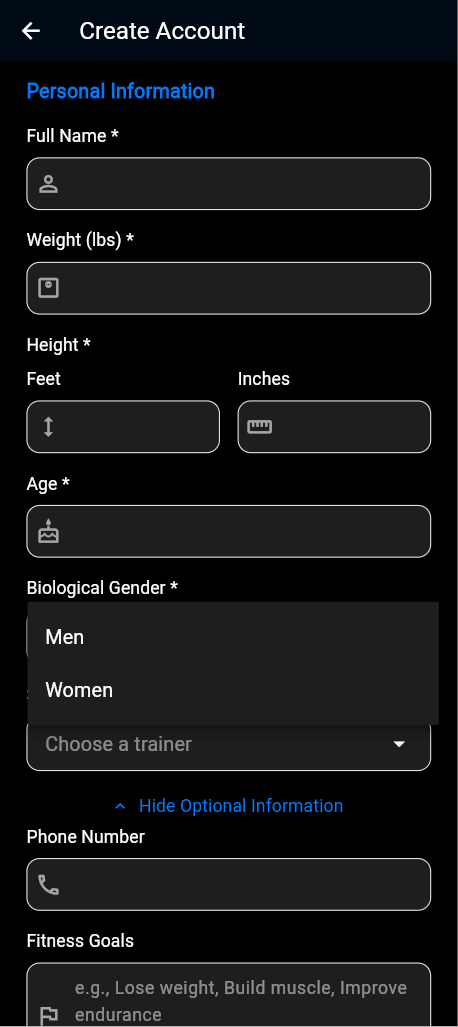 Create Account
Personal Information
Full Name *
Weight (lbs) *
Height *
Feet
Inches
Age *
Biological Gender *
Men
Women
Choose a trainer
Hide Optional Information
Phone Number
Fitness Goals
e.g., Lose weight, Build muscle, Improve
endurance